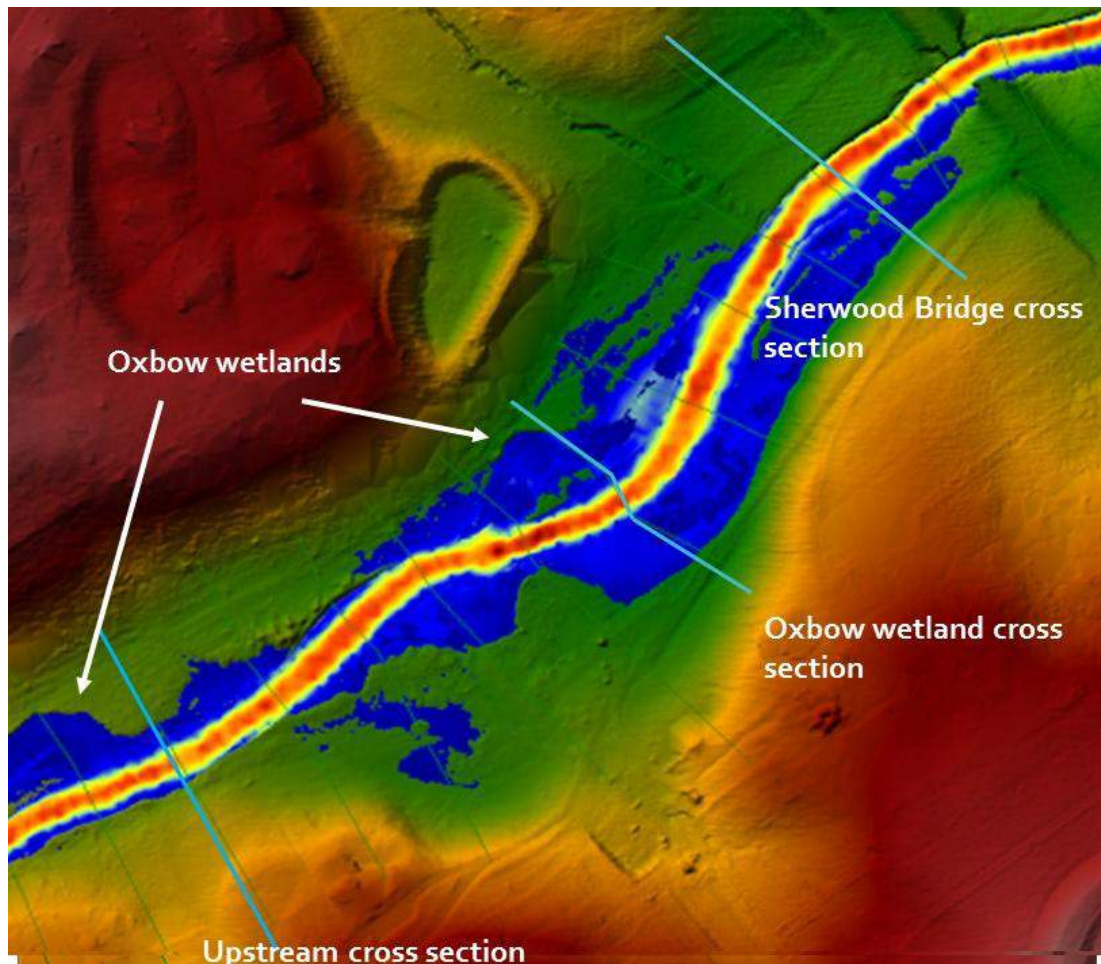 Sherwood Bridge cross
section
Oxbow wetlands
Oxbow wetland cross
section
Upstream cross section